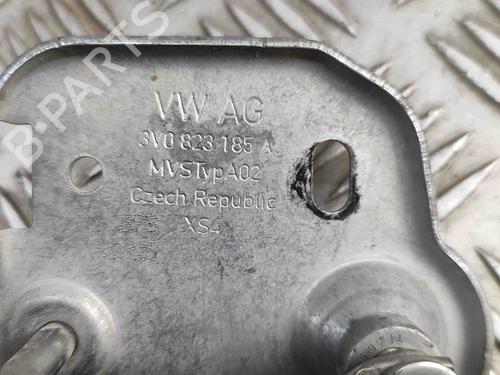 B-PARTS
VW AG
3V0 823 185 A
MVSTypA02
Czech Republic
XS4